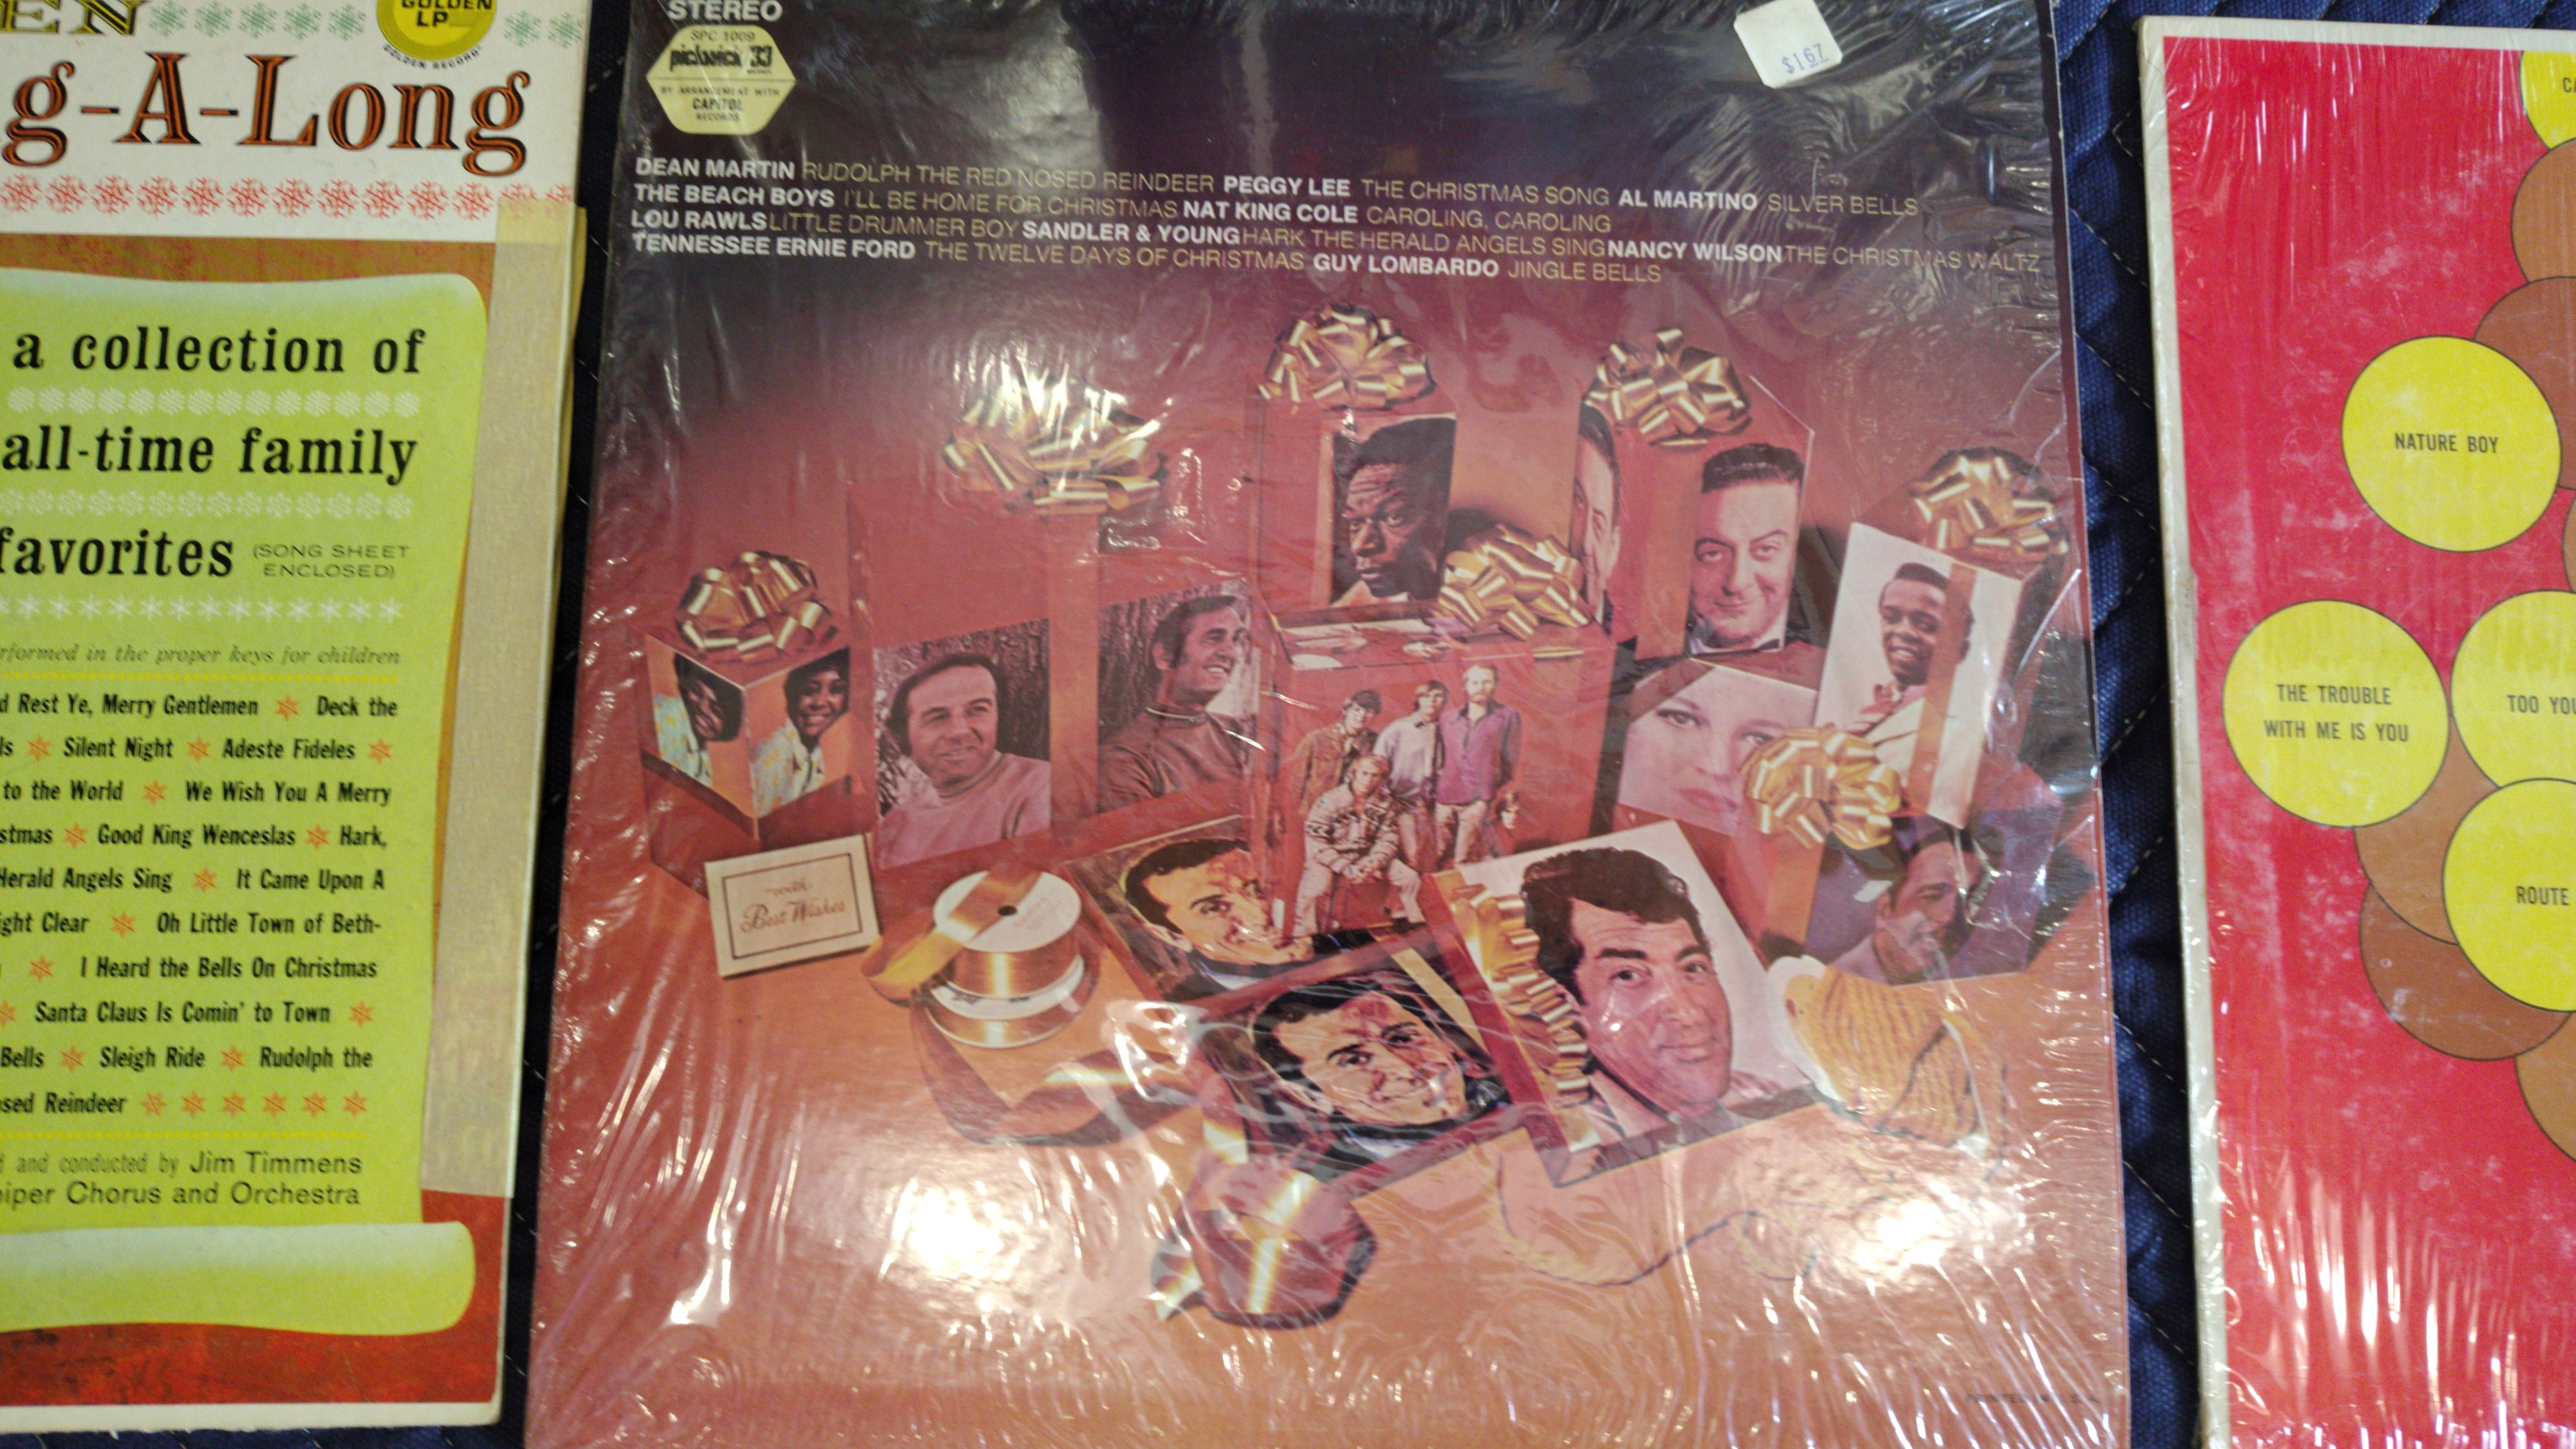 EN
GOLDEN
LP
GOLDEN RECORD
g-A-Long
a collection of
all-time family
favorites (SONG SHEET
ENCLOSED)
rformed in the proper keys for children
d Rest Ye, Merry Gentlemen Deck the
ls Silent Night Adeste Fideles
to the World We Wish You A Merry
stmas Good King Wenceslas Hark,
Herald Angels Sing It Came Upon A
ight Clear Oh Little Town of Beth-
I Heard the Bells On Christmas
Santa Claus Is Comin' to Town
Bells Sleigh Ride Rudolph the
sed Reindeer
d and conducted by Jim Timmens
piper Chorus and Orchestra
STEREO
SPC 1009
pickwick 33
RECORDS
BY ARRANGEMENT WITH
CAPITOL
RECORDS
$1.67
DEAN MARTIN RUDOLPH THE RED NOSED REINDEER PEGGY LEE THE CHRISTMAS SONG AL MARTINO SILVER BELLS
THE BEACH BOYS I'LL BE HOME FOR CHRISTMAS NAT KING COLE CAROLING, CAROLING
LOU RAWLS LITTLE DRUMMER BOY SANDLER & YOUNG HARK THE HERALD ANGELS SING NANCY WILSON THE CHRISTMAS WALTZ
TENNESSEE ERNIE FORD THE TWELVE DAYS OF CHRISTMAS GUY LOMBARDO JINGLE BELLS
with
Best Wishes
PRINTED IN U.S.A.
CA
NATURE BOY
THE TROUBLE
WITH ME IS YOU
TOO YOU
ROUTE